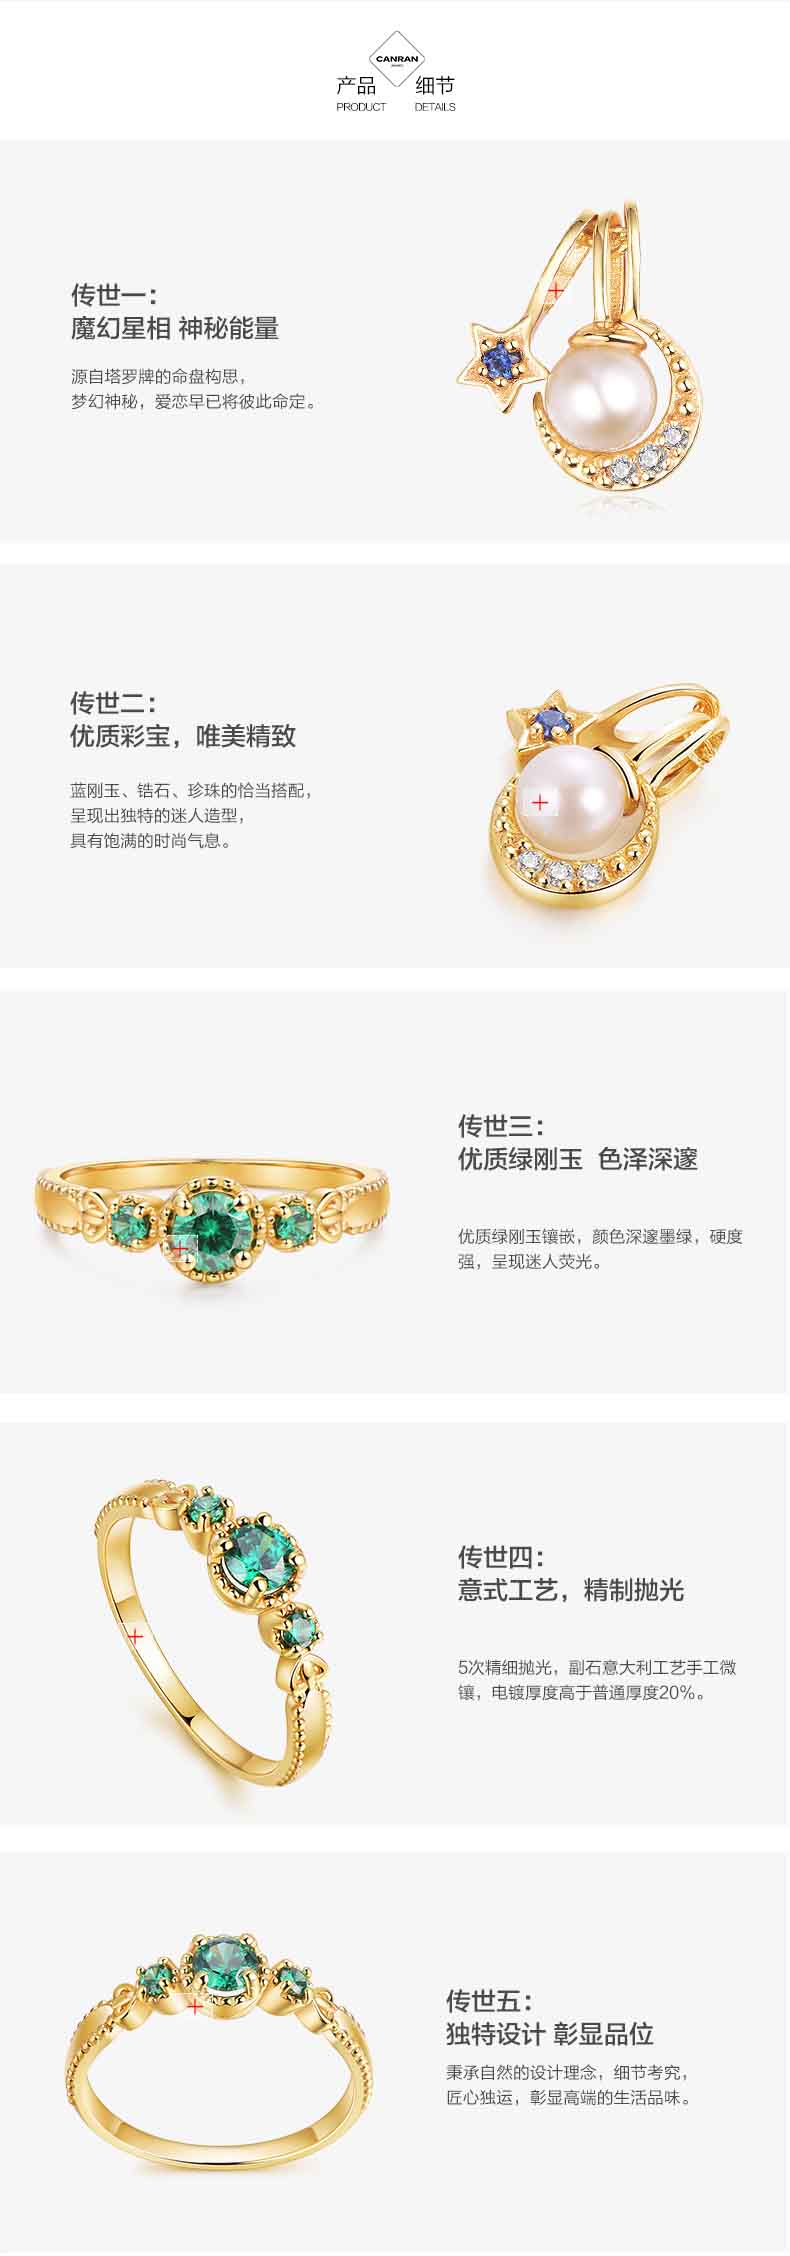 CANRAN
产品 细节
PRODUCT DETAILS
传世一：
魔幻星相 神秘能量
源自塔罗牌的命盘构思，
梦幻神秘，爱恋早已将彼此命定。
传世二：
优质彩宝，唯美精致
蓝刚玉、锆石、珍珠的恰当搭配，
呈现出独特的迷人造型，
具有饱满的时尚气息。
传世三：
优质绿刚玉 色泽深邃
优质绿刚玉镶嵌，颜色深邃墨绿，硬度
强，呈现迷人荧光。
传世四：
意式工艺，精制抛光
5次精细抛光，副石意大利工艺手工微
镶，电镀厚度高于普通厚度20%。
传世五：
独特设计 彰显品位
秉承自然的设计理念，细节考究，
匠心独运，彰显高端的生活品味。